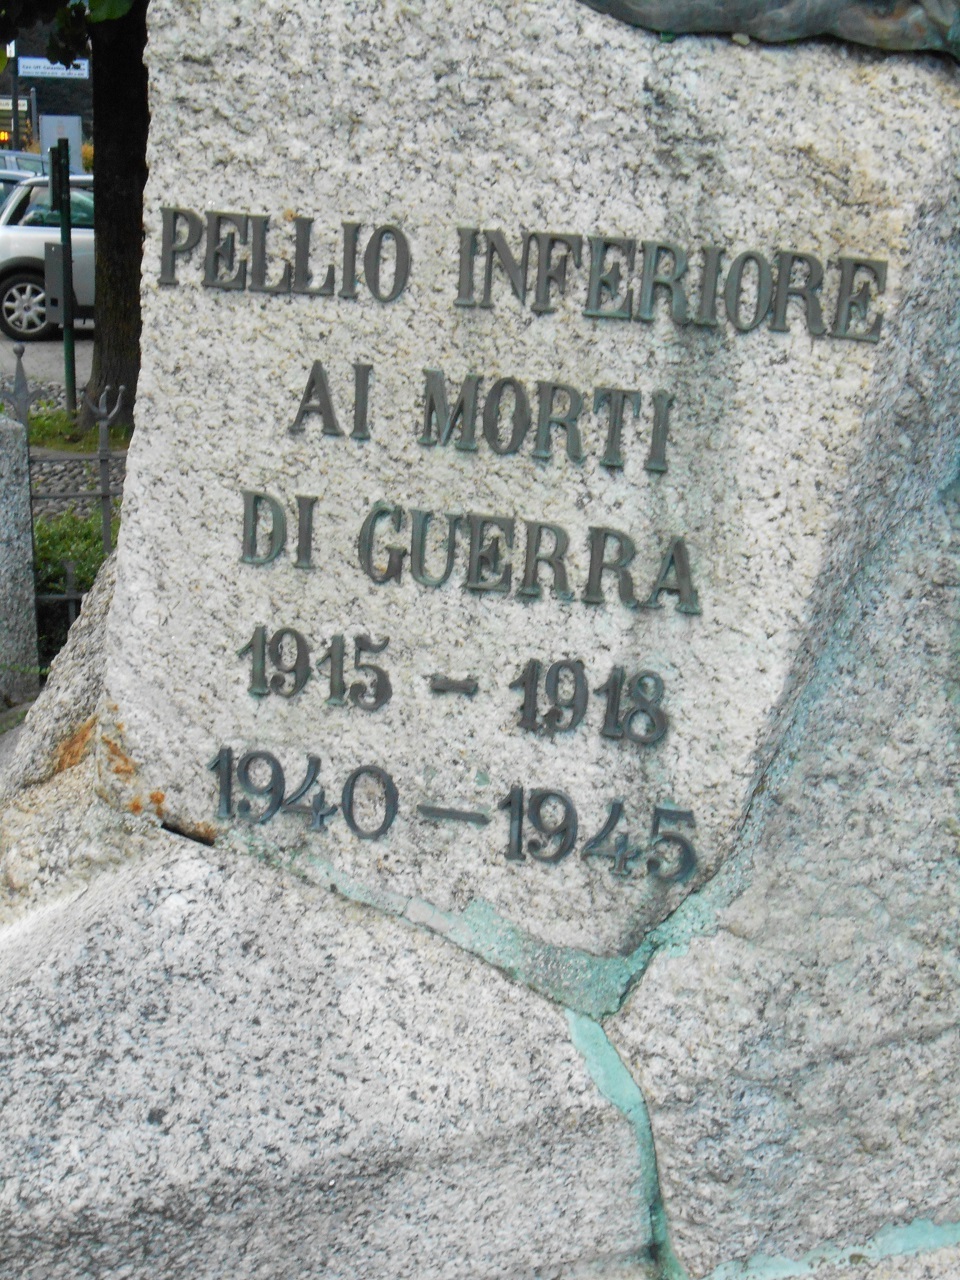 PELLIO INFERIORE
AI MORTI
DI GUERRA
1915 - 1918
1940 - 1945